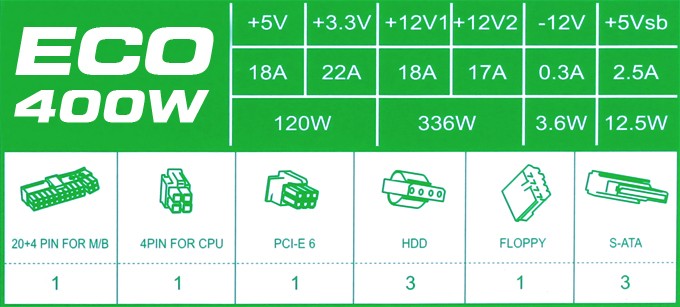 ECO
400W
+5V +3.3V +12V1 +12V2 -12V +5Vsb
18A 22A 18A 17A 0.3A 2.5A
120W 336W 3.6W 12.5W
20+4 PIN FOR M/B 4PIN FOR CPU PCI-E 6 HDD FLOPPY S-ATA
1 1 1 3 1 3